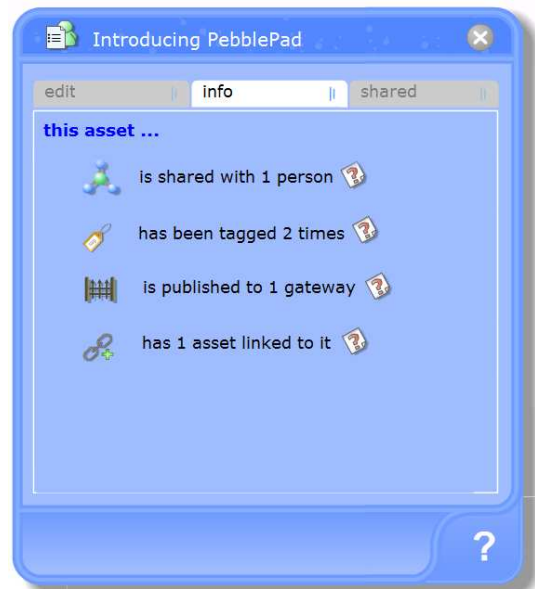 Introducing PebblePad
edit
info
shared
this asset ...
is shared with 1 person
has been tagged 2 times
is published to 1 gateway
has 1 asset linked to it
?